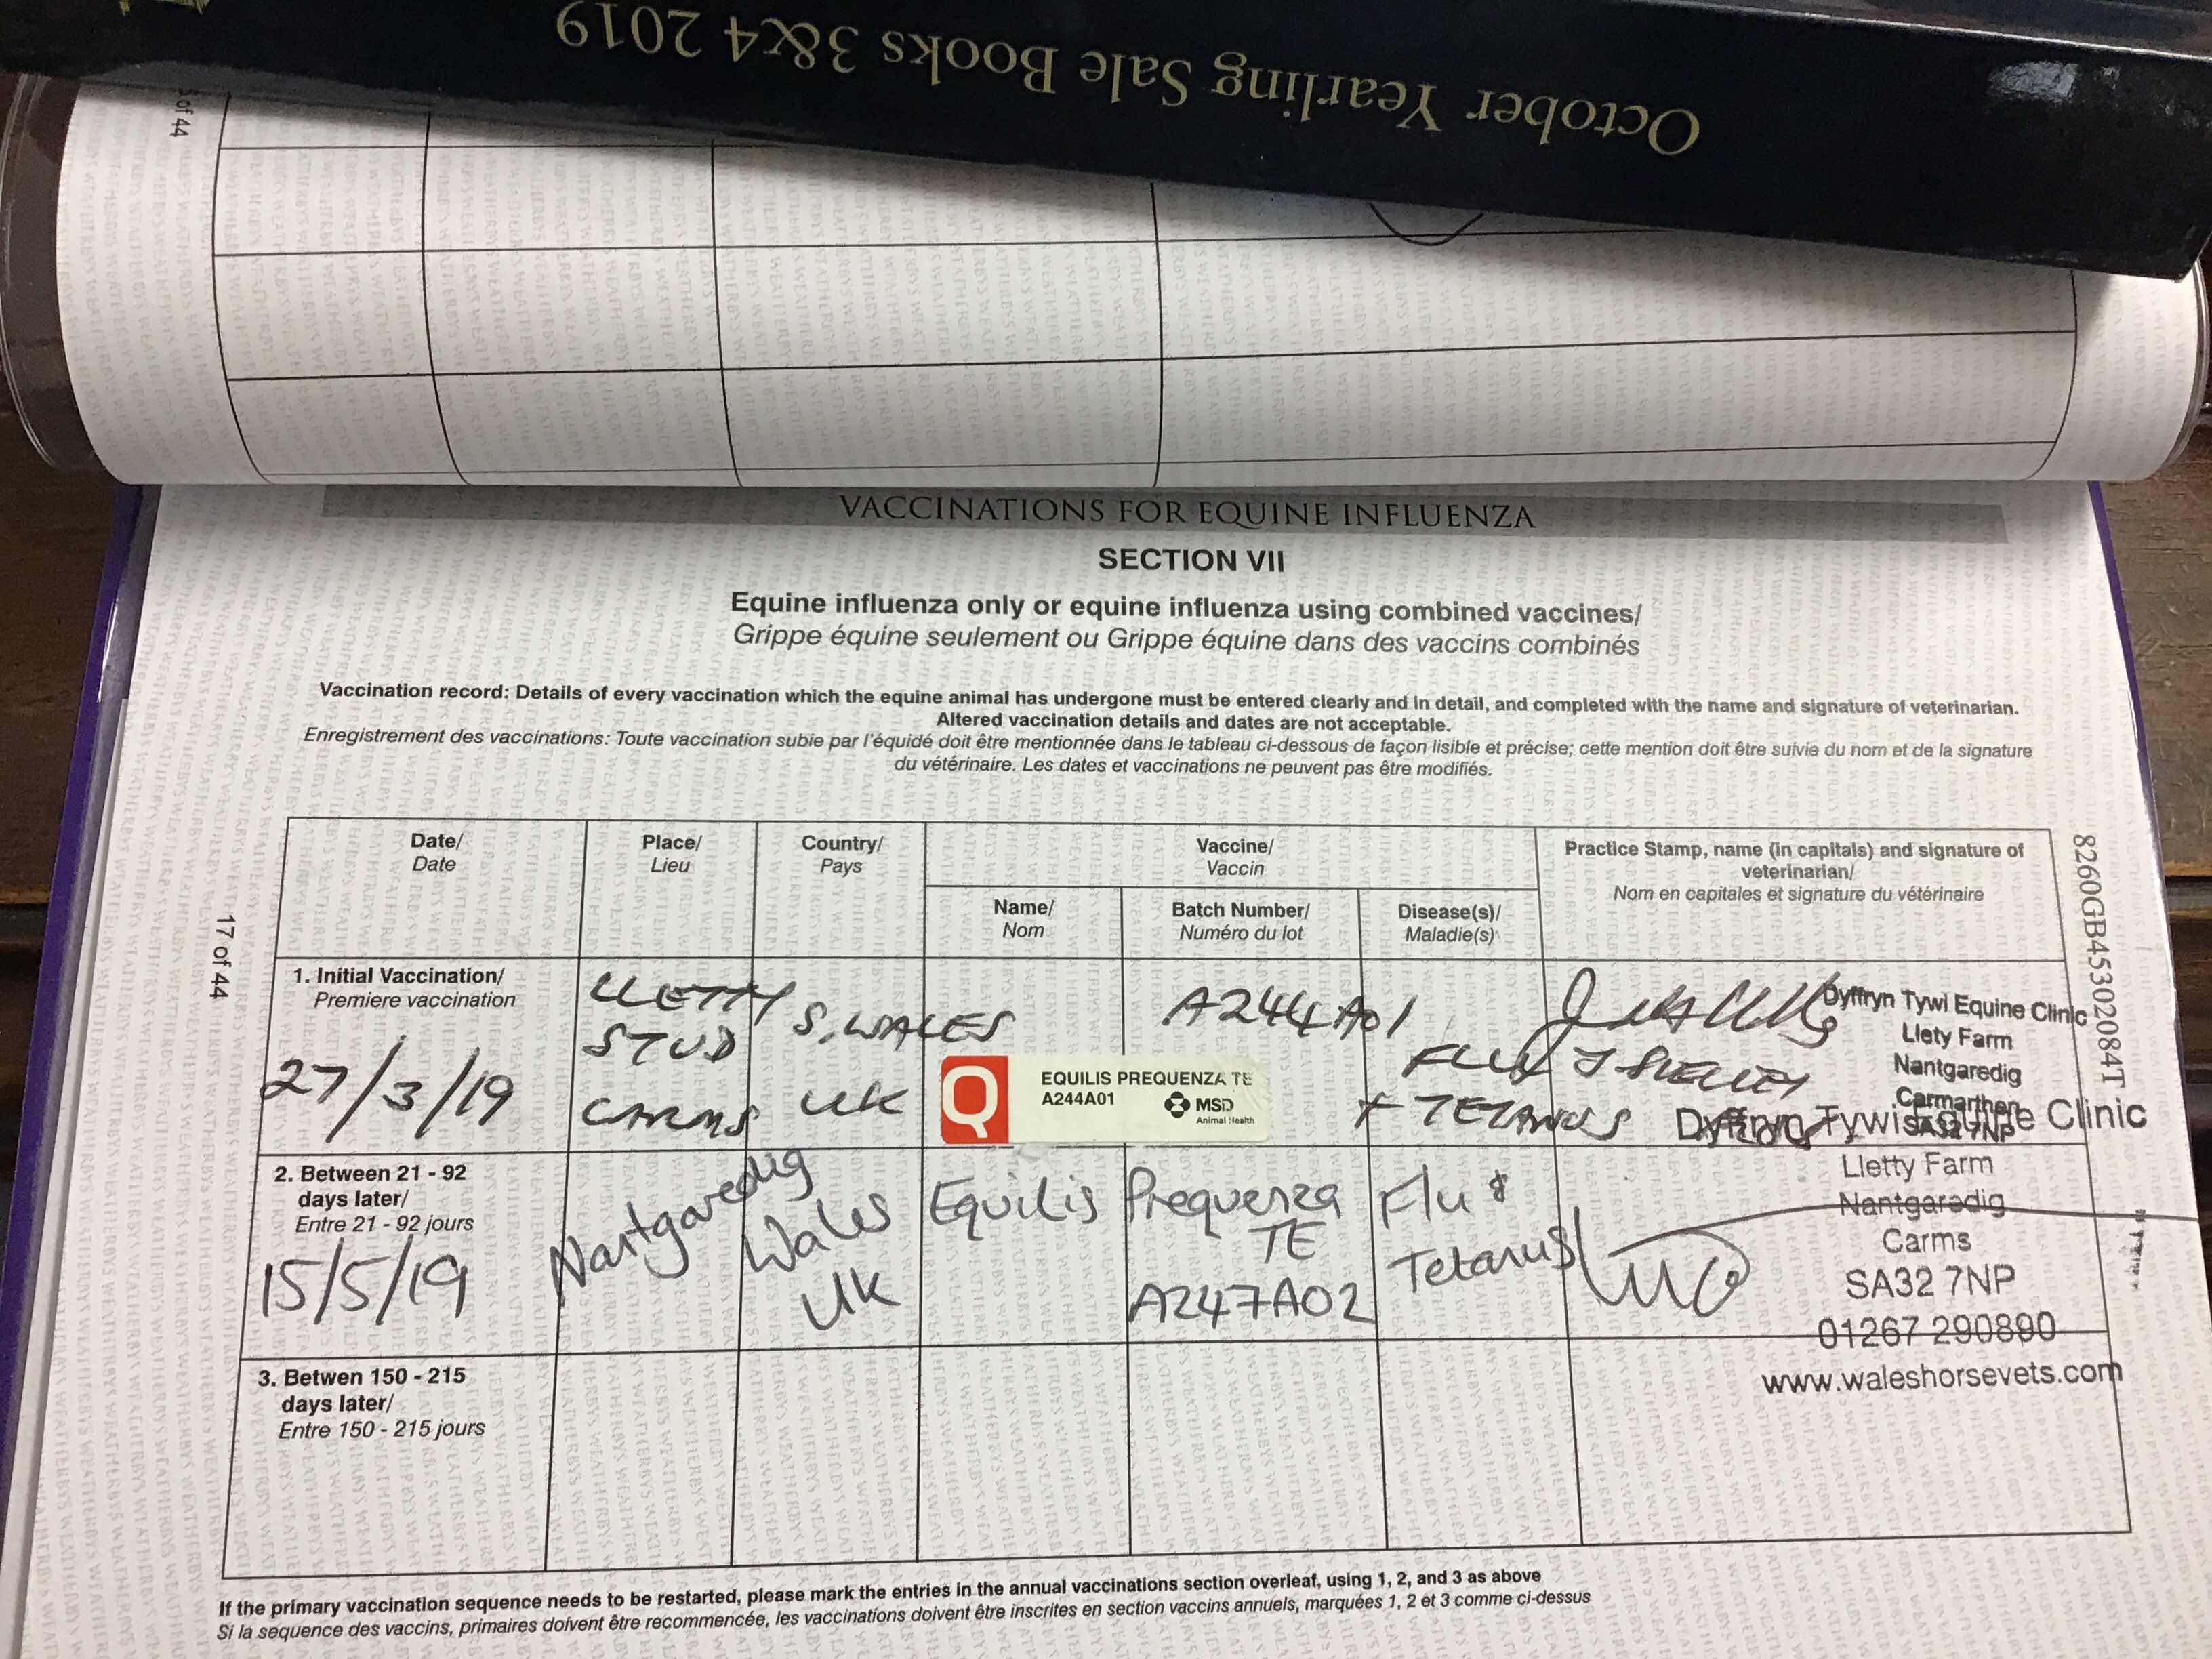 October Yearling Sale Books 3&4 2019
of 44
VACCINATIONS FOR EQUINE INFLUENZA
SECTION VII
Equine influenza only or equine influenza using combined vaccines/
Grippe équine seulement ou Grippe équine dans des vaccins combinés
Vaccination record: Details of every vaccination which the equine animal has undergone must be entered clearly and in detail, and completed with the name and signature of veterinarian.
Altered vaccination details and dates are not acceptable.
Enregistrement des vaccinations: Toute vaccination subie par l'équidé doit être mentionnée dans le tableau ci-dessous de façon lisible et précise; cette mention doit être suivie du nom et de la signature
du vétérinaire. Les dates et vaccinations ne peuvent pas être modifiés.
Date/
Date
Place/
Lieu
Country/
Pays
Vaccine/
Vaccin
Name/
Nom
Batch Number/
Numéro du lot
Disease(s)/
Maladie(s)
Practice Stamp, name (in capitals) and signature of
veterinarian/
Nom en capitales et signature du vétérinaire
1. Initial Vaccination/
Premiere vaccination
27/3/19
LLETTY
STUD
CARMS
S. WALES
UK
EQUILIS PREQUENZA TE
A244A01
MSD
Animal Health
A244A01
FLU
+ TETANUS
Dyffryn Tywi Equine Clinic
Llety Farm
Nantgaredig
Carmarthen
SA32 7NP
2. Between 21 - 92
days later/
Entre 21 - 92 jours
15/5/19
Nantgaredig
Wales
UK
Equilis
Prequenza
TE
A247A02
Flu &
Tetanus
Dyffryn Tywi Equine Clinic
Lletty Farm
Nantgaredig
Carms
SA32 7NP
01267 290890
www.waleshorsevets.com
3. Betwen 150 - 215
days later/
Entre 150 - 215 jours
If the primary vaccination sequence needs to be restarted, please mark the entries in the annual vaccinations section overleaf, using 1, 2, and 3 as above
Si la sequence des vaccins, primaires doivent être recommencée, les vaccinations doivent être inscrites en section vaccins annuels, marquées 1, 2 et 3 comme ci-dessus
17 of 44
8260GB45302084T